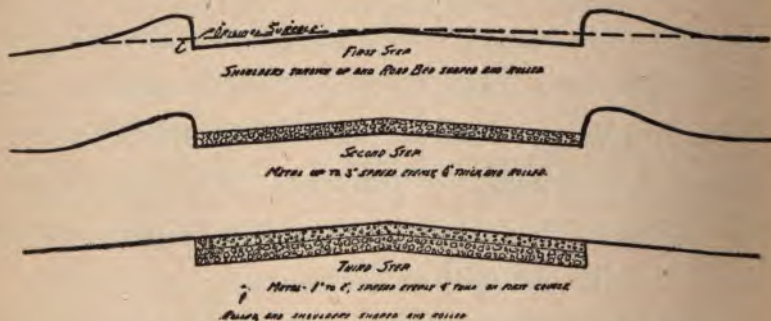 Original Surface.
First Step
Shoulders thrown up and Road Bed shaped and rolled
Second Step
Metal up to 3" spread evenly 6" thick and rolled.
Third Step
Metal - 1" to 2", spread evenly 4" on first course
Rolled and shoulders shaped and rolled